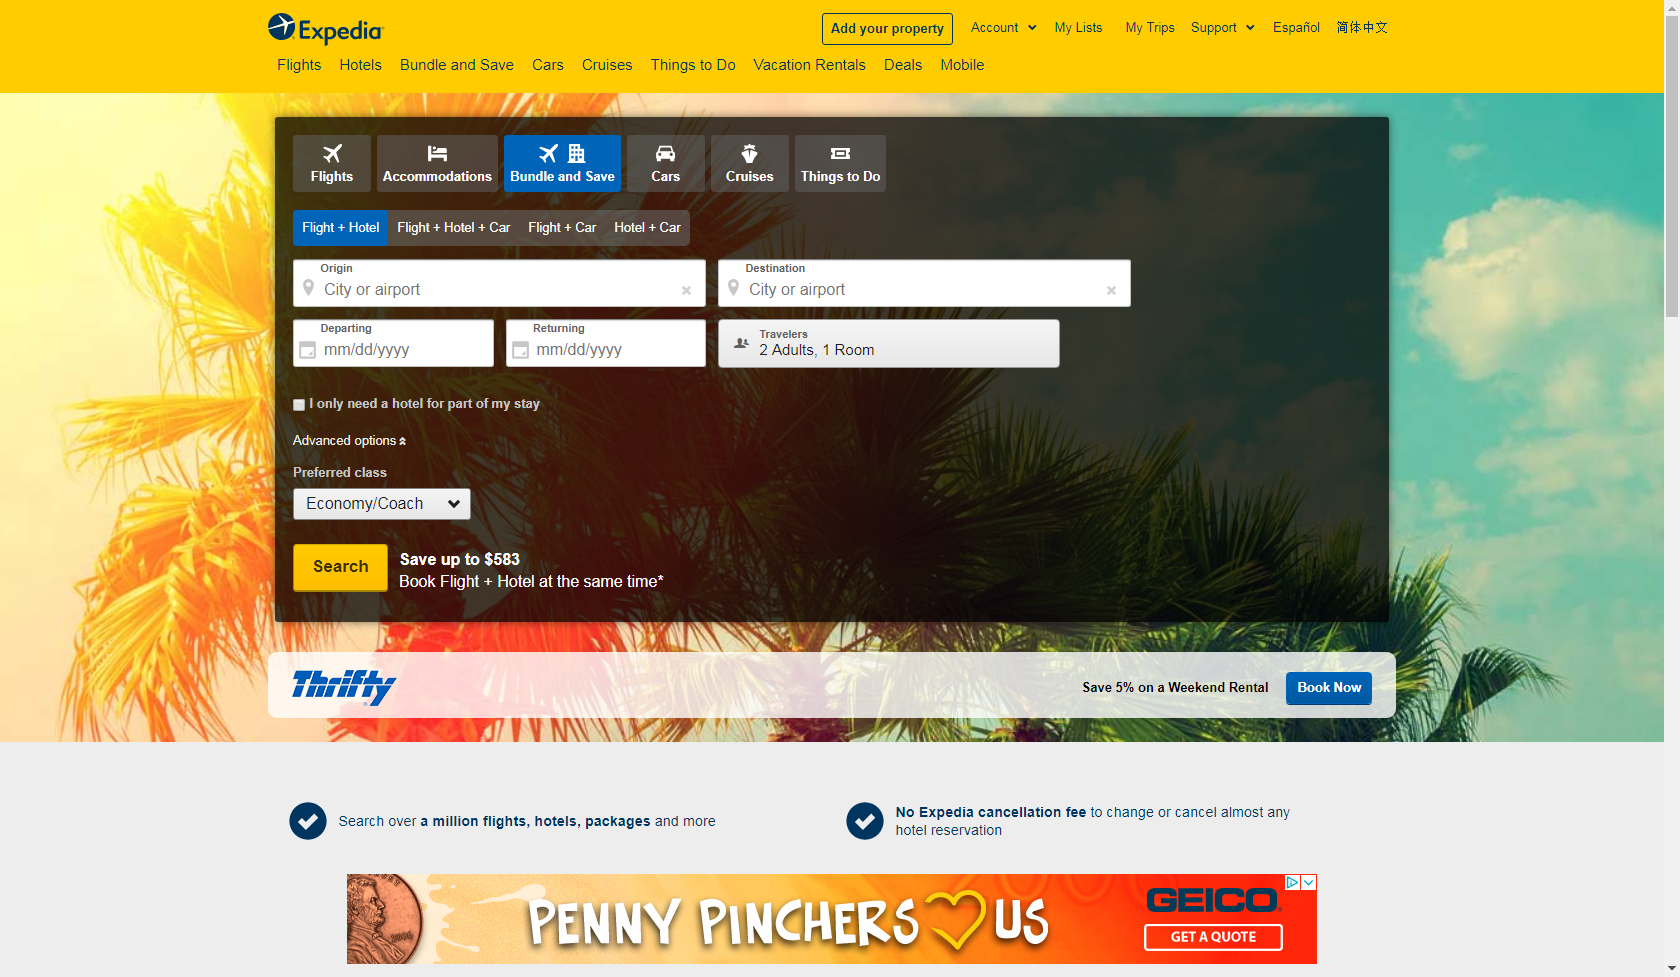 Expedia
Add your property
Account
My Lists
My Trips
Support
Español
简体中文
Flights
Hotels
Bundle and Save
Cars
Cruises
Things to Do
Vacation Rentals
Deals
Mobile
Flights
Accommodations
Bundle and Save
Cars
Cruises
Things to Do
Flight + Hotel
Flight + Hotel + Car
Flight + Car
Hotel + Car
Origin
City or airport
Destination
City or airport
Departing
mm/dd/yyyy
Returning
mm/dd/yyyy
Travelers
2 Adults, 1 Room
I only need a hotel for part of my stay
Advanced options
Preferred class
Economy/Coach
Search
Save up to $583
Book Flight + Hotel at the same time*
Thrifty
Save 5% on a Weekend Rental
Book Now
Search over a million flights, hotels, packages and more
No Expedia cancellation fee to change or cancel almost any
hotel reservation
PENNY PINCHERS US
GEICO
GET A QUOTE